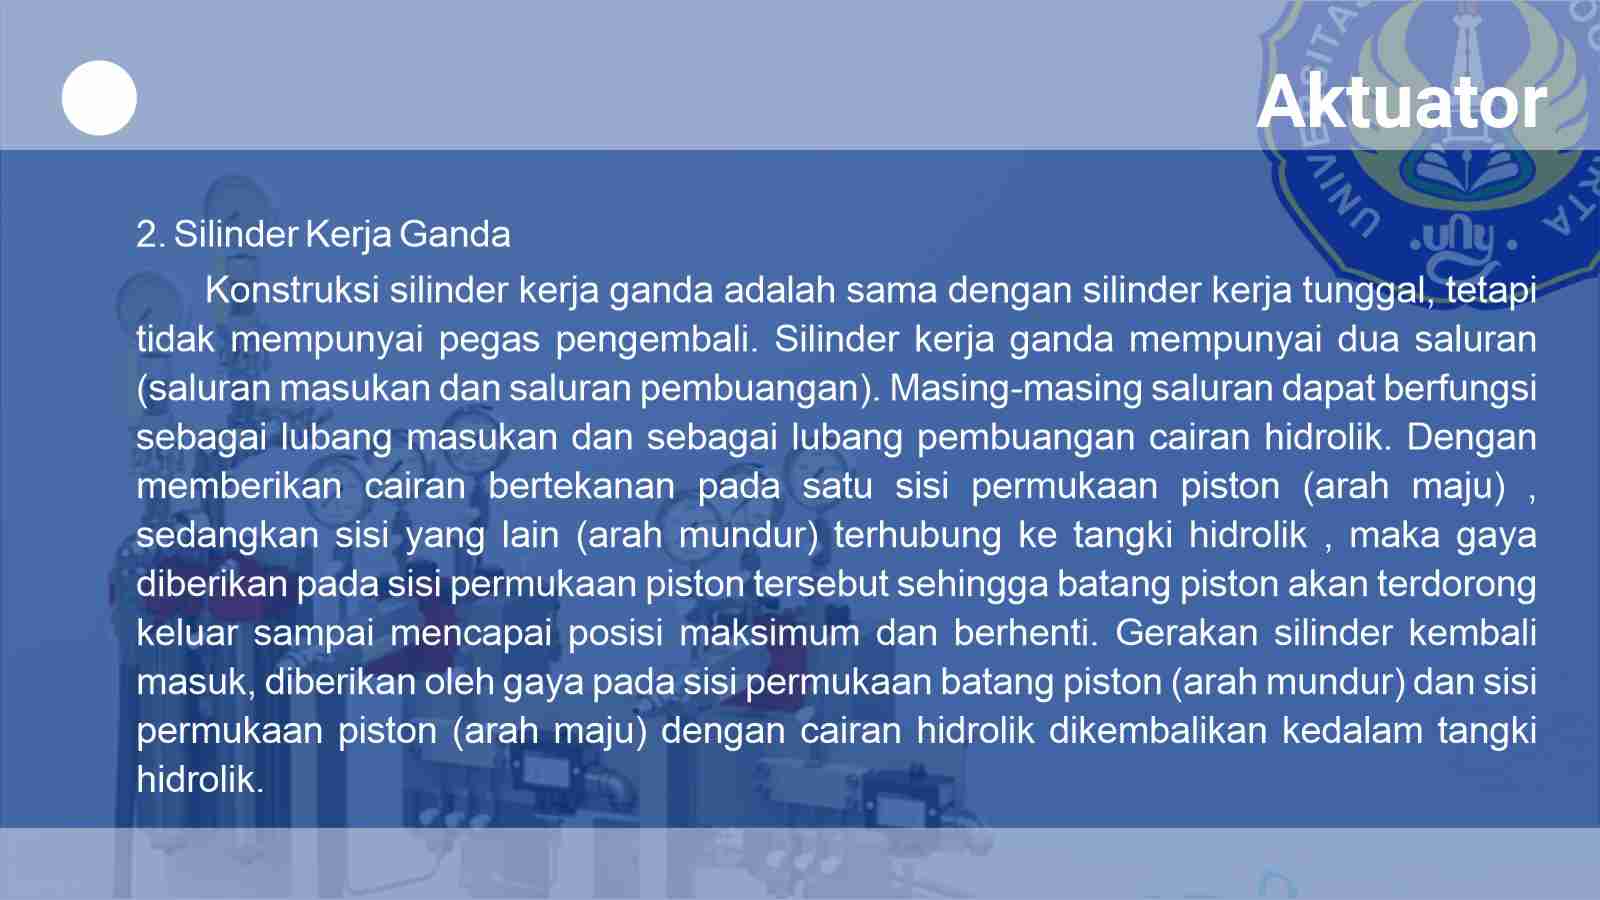 Aktuator
UNIVERSITAS
UNY
2. Silinder Kerja Ganda
Konstruksi silinder kerja ganda adalah sama dengan silinder kerja tunggal, tetapi
tidak mempunyai pegas pengembali. Silinder kerja ganda mempunyai dua saluran
(saluran masukan dan saluran pembuangan). Masing-masing saluran dapat berfungsi
sebagai lubang masukan dan sebagai lubang pembuangan cairan hidrolik. Dengan
memberikan cairan bertekanan pada satu sisi permukaan piston (arah maju) ,
sedangkan sisi yang lain (arah mundur) terhubung ke tangki hidrolik , maka gaya
diberikan pada sisi permukaan piston tersebut sehingga batang piston akan terdorong
keluar sampai mencapai posisi maksimum dan berhenti. Gerakan silinder kembali
masuk, diberikan oleh gaya pada sisi permukaan batang piston (arah mundur) dan sisi
permukaan piston (arah maju) dengan cairan hidrolik dikembalikan kedalam tangki
hidrolik.